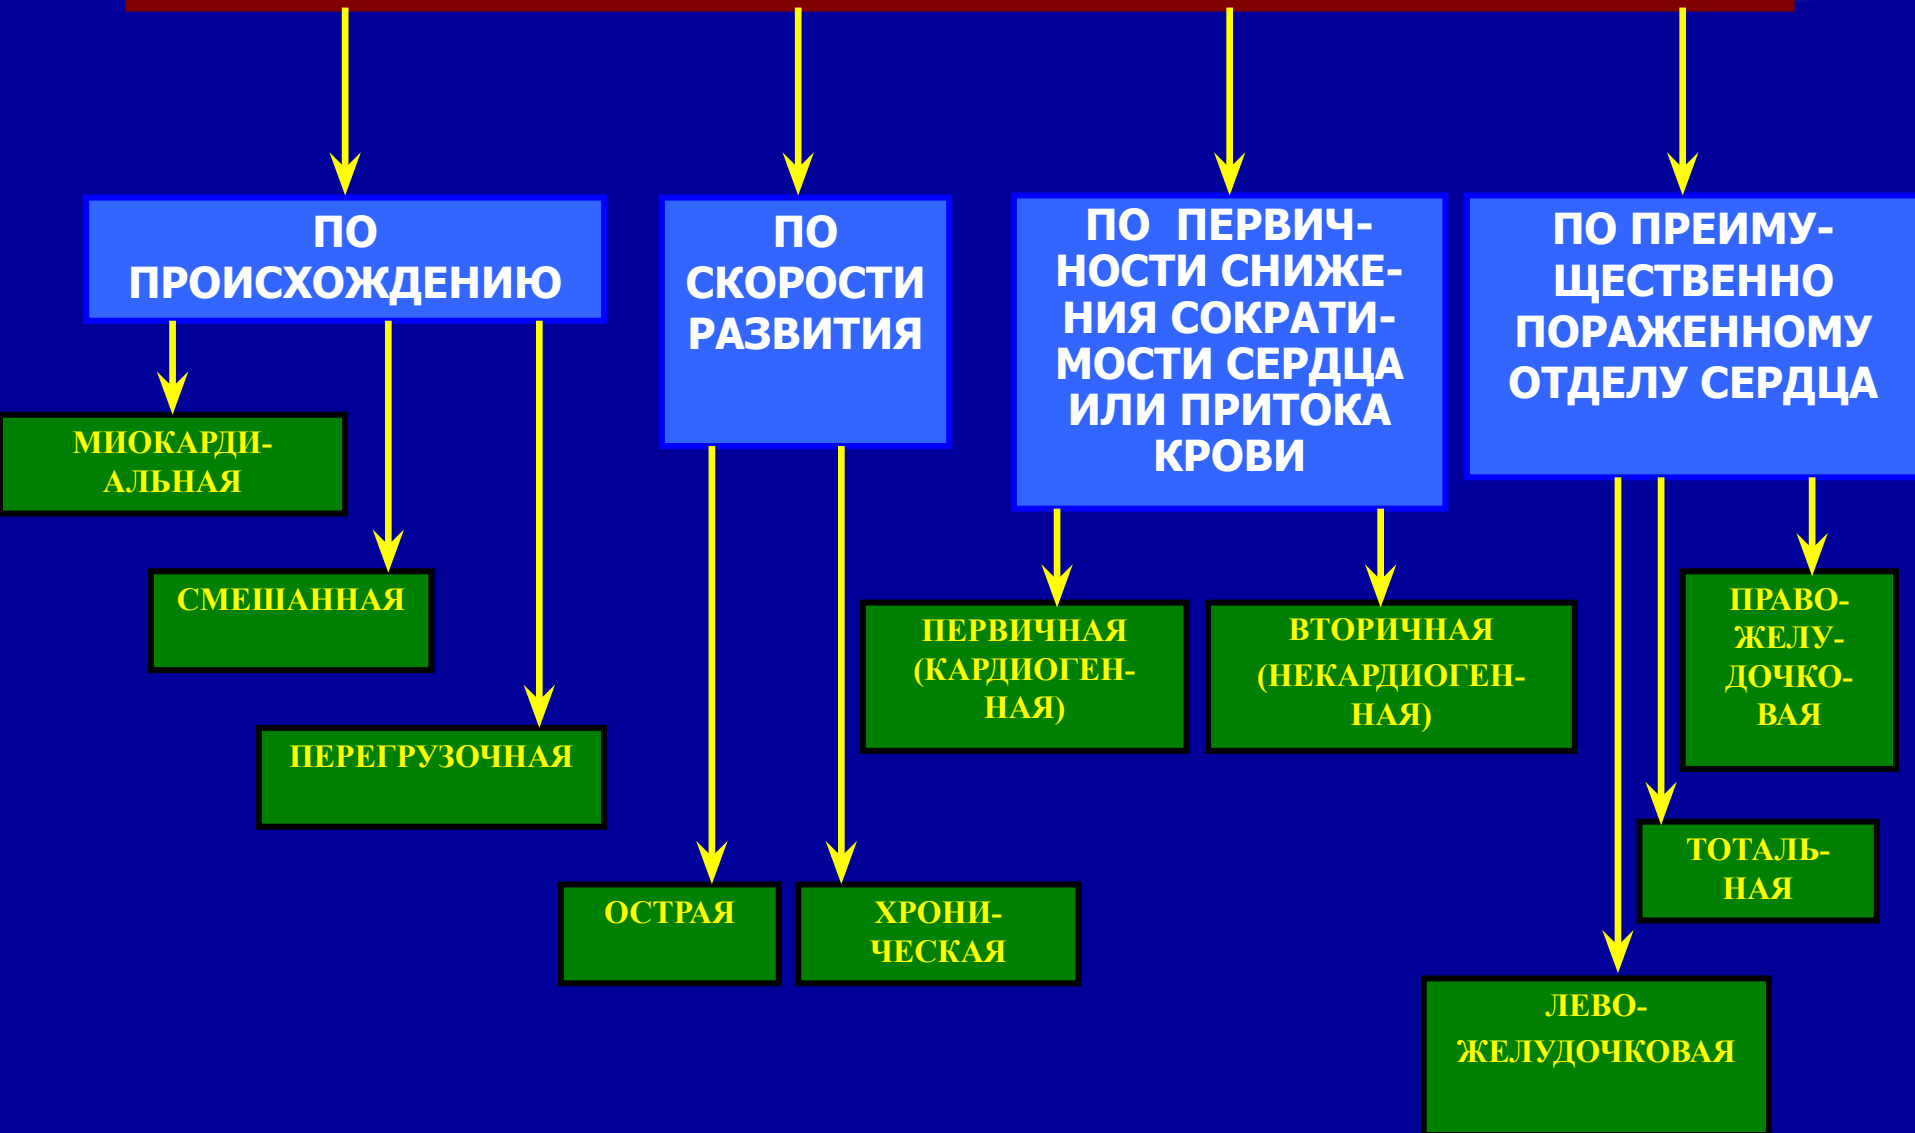 ПО
ПРОИСХОЖДЕНИЮ
ПО
СКОРОСТИ
РАЗВИТИЯ
ПО ПЕРВИЧ-
НОСТИ СНИЖЕ-
НИЯ СОКРАТИ-
МОСТИ СЕРДЦА
ИЛИ ПРИТОКА
КРОВИ
ПО ПРЕИМУ-
ЩЕСТВЕННО
ПОРАЖЕННОМУ
ОТДЕЛУ СЕРДЦА
МИОКАРДИ-
АЛЬНАЯ
СМЕШАННАЯ
ПЕРЕГРУЗОЧНАЯ
ОСТРАЯ
ХРОНИ-
ЧЕСКАЯ
ПЕРВИЧНАЯ
(КАРДИОГЕН-
НАЯ)
ВТОРИЧНАЯ
(НЕКАРДИОГЕН-
НАЯ)
ПРАВО-
ЖЕЛУ-
ДОЧКО-
ВАЯ
ТОТАЛЬ-
НАЯ
ЛЕВО-
ЖЕЛУДОЧКОВАЯ